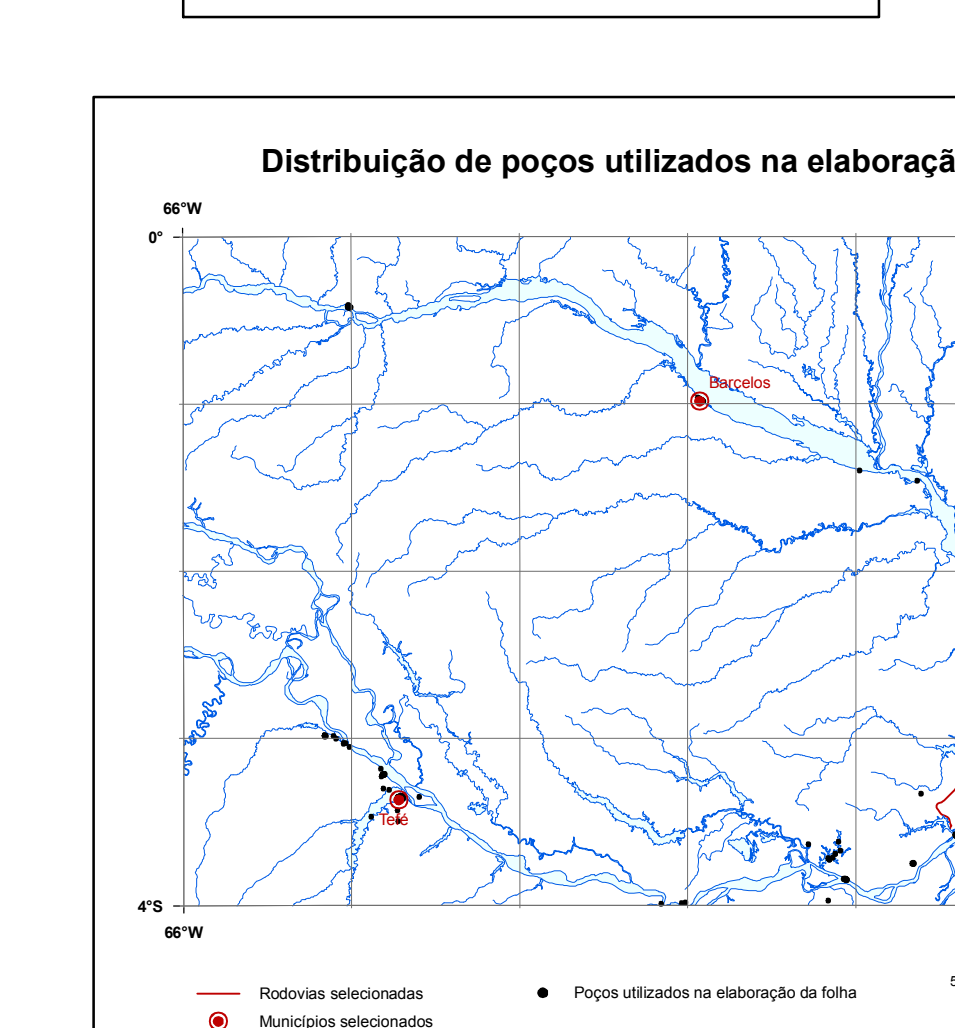 Distribuição de poços utilizados na elaboraçã
66°W
0°
Barcelos
Tefé
4°S
66°W
Rodovias selecionadas
Poços utilizados na elaboração da folha
5
Municípios selecionados